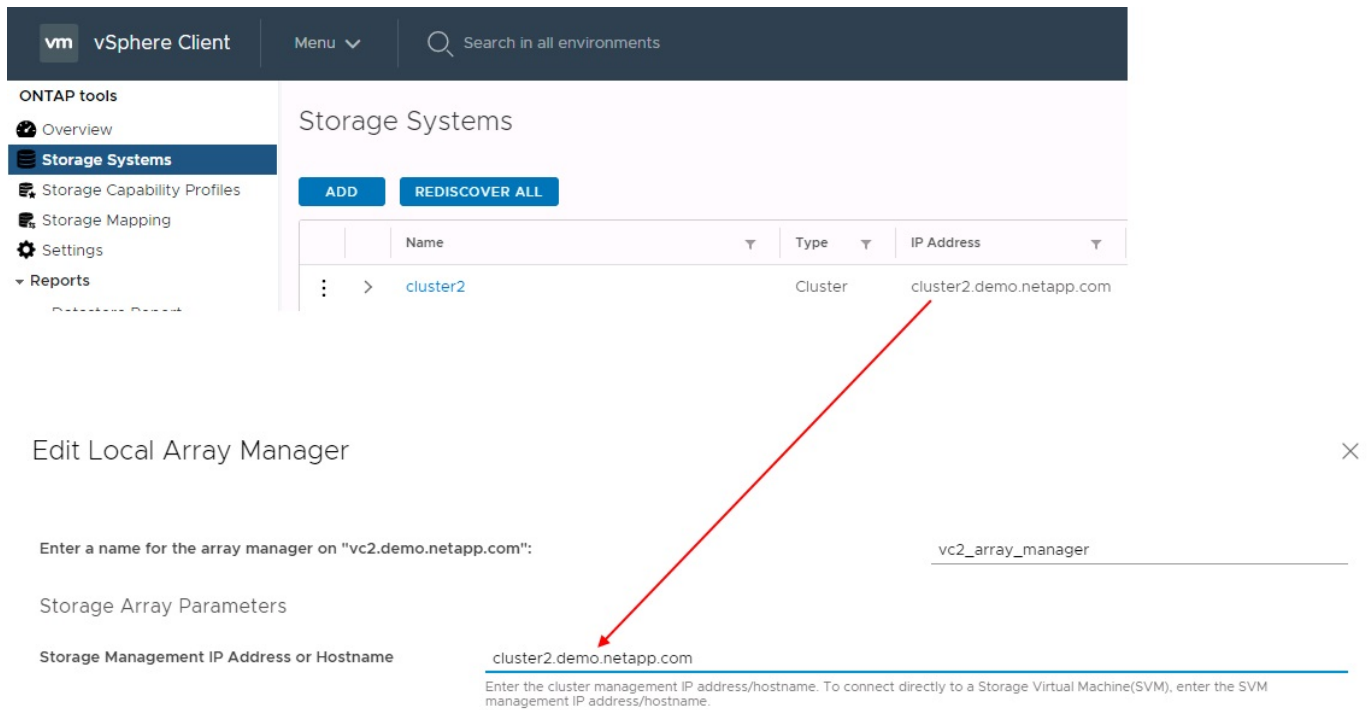 vm vSphere Client Menu Search in all environments
ONTAP tools
Overview
Storage Systems
Storage Capability Profiles
Storage Mapping
Settings
Reports
Storage Systems
ADD REDISCOVER ALL
Name Type IP Address
cluster2 Cluster cluster2.demo.netapp.com
Edit Local Array Manager
Enter a name for the array manager on "vc2.demo.netapp.com": vc2_array_manager
Storage Array Parameters
Storage Management IP Address or Hostname cluster2.demo.netapp.com
Enter the cluster management IP address/hostname. To connect directly to a Storage Virtual Machine(SVM), enter the SVM
management IP address/hostname.